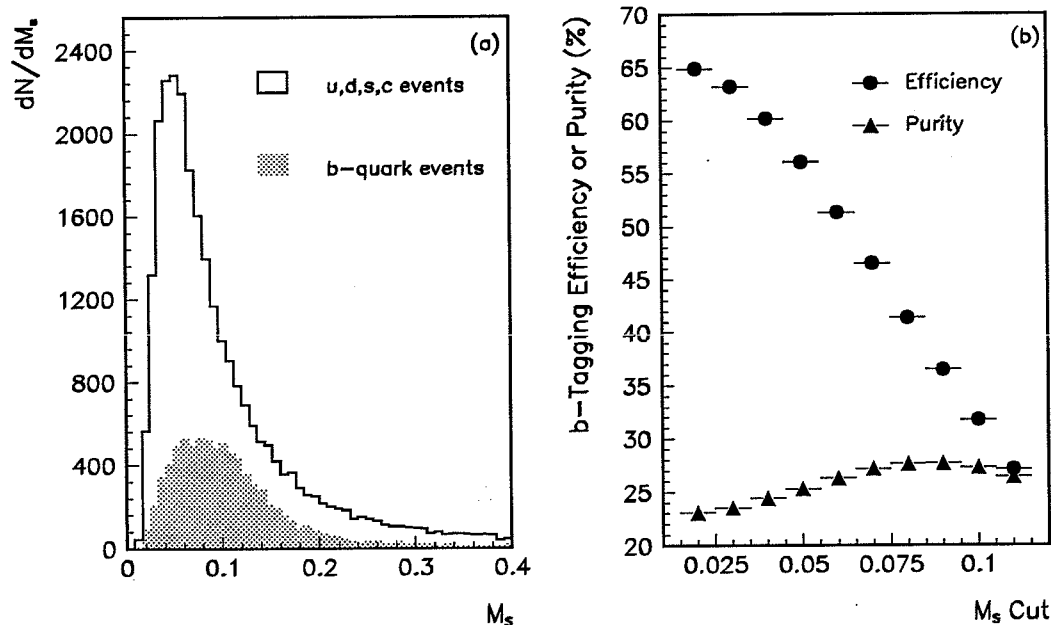 dN/dMs
2400
2000
1600
1200
800
400
0
(a)
u,d,s,c events
b-quark events
0
0.1
0.2
0.3
0.4
Ms
b-Tagging Efficiency or Purity (%)
70
65
60
55
50
45
40
35
30
25
20
(b)
Efficiency
Purity
0.025
0.05
0.075
0.1
Ms Cut